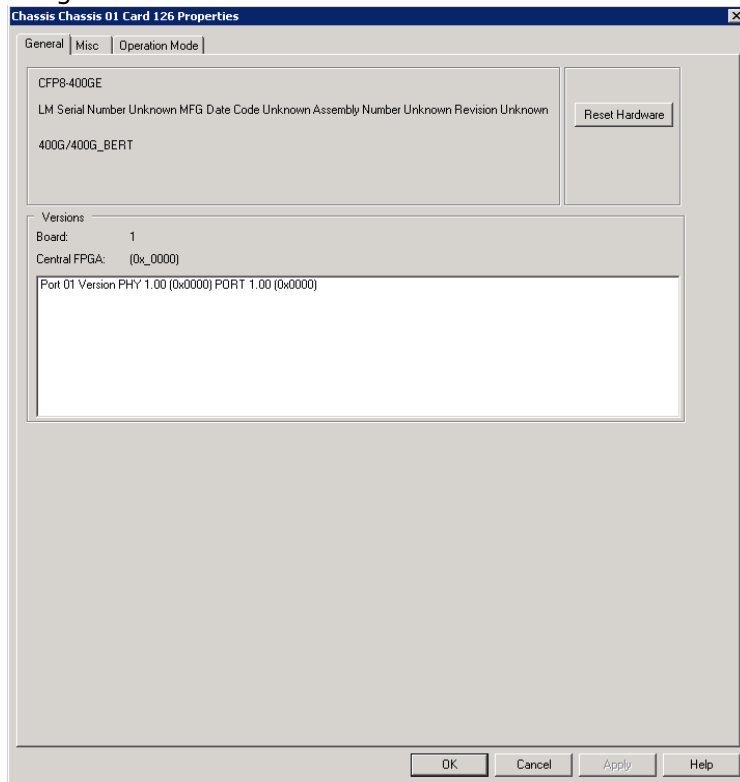 Chassis Chassis 01 Card 126 Properties
General Misc Operation Mode
CFP8-400GE
LM Serial Number Unknown MFG Date Code Unknown Assembly Number Unknown Revision Unknown
Reset Hardware
400G/400G_BERT
Versions
Board: 1
Central FPGA: (0x_0000)
Port 01 Version PHY 1.00 (0x0000) PORT 1.00 (0x0000)
OK Cancel Apply Help